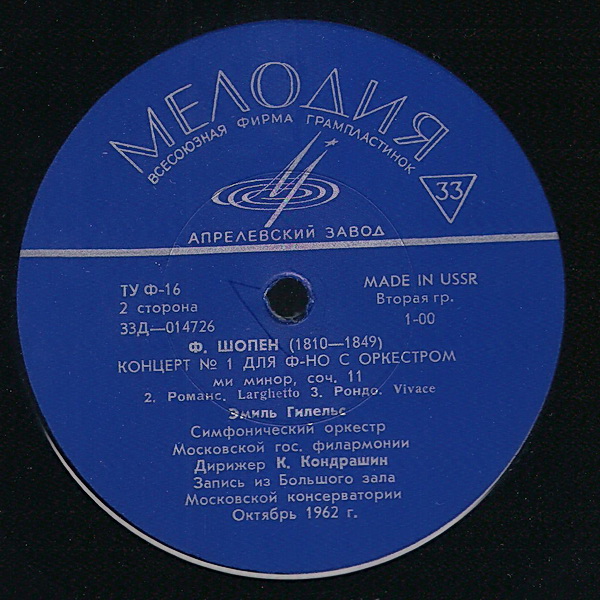 МЕЛОДИЯ
ВСЕСОЮЗНАЯ ФИРМА ГРАМПЛАСТИНОК
33
АПРЕЛЕВСКИЙ ЗАВОД
ТУ Ф-16
MADE IN USSR
2 сторона
Вторая гр.
33Д—014726
1-00
Ф. ШОПЕН (1810—1849)
КОНЦЕРТ № 1 ДЛЯ Ф-НО С ОРКЕСТРОМ
ми минор, соч. 11
2. Романс. Larghetto 3. Рондо. Vivace
Эмиль Гилельс
Симфонический оркестр
Московской гос. филармонии
Дирижер К. Кондрашин
Запись из Большого зала
Московской консерватории
Октябрь 1962 г.